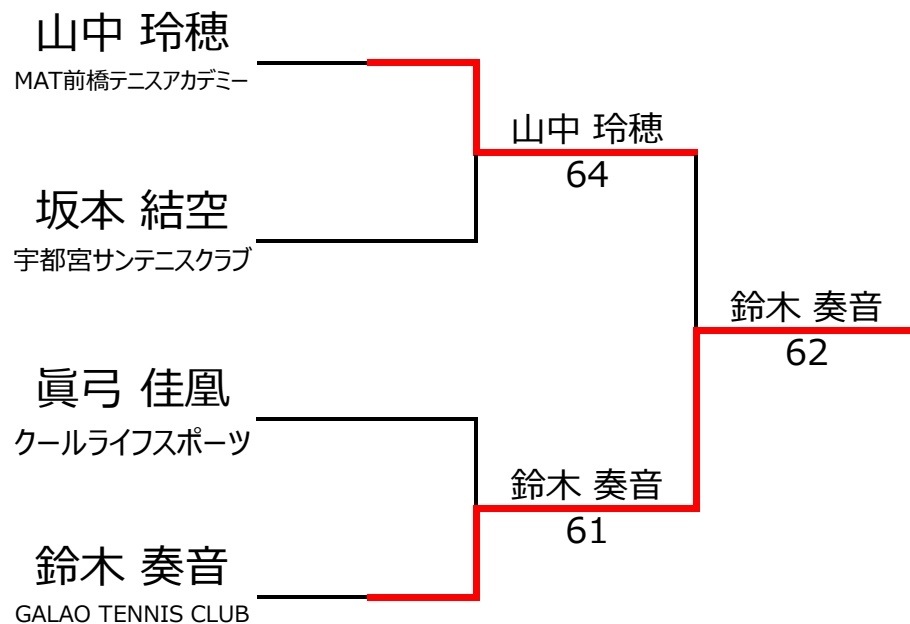 山中 玲穂
MAT前橋テニスアカデミー
山中 玲穂
64
坂本 結空
宇都宮サンテニスクラブ
鈴木 奏音
62
眞弓 佳凰
クールライフスポーツ
鈴木 奏音
61
鈴木 奏音
GALAO TENNIS CLUB